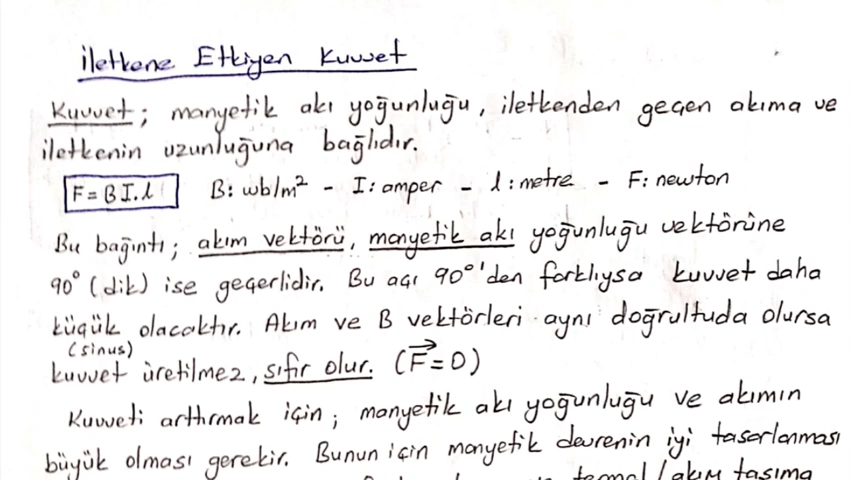 İletkene Etkiyen Kuvvet
Kuvvet; manyetik akı yoğunluğu, iletkenden geçen akıma ve
iletkenin uzunluğuna bağlıdır.
F=BI.l B: wb/m² - I: amper - l: metre - F: newton
Bu bağıntı; akım vektörü, manyetik akı yoğunluğu vektörüne
90° (dik) ise geçerlidir. Bu açı 90°'den farklıysa kuvvet daha
küçük olacaktır. Akım ve B vektörleri aynı doğrultuda olursa
(sinus)
kuvvet üretilmez, sıfır olur. (F⃗=0)
Kuvveti arttırmak için; manyetik akı yoğunluğu ve akımın
büyük olması gerekir. Bunun için manyetik devrenin iyi tasarlanması
termal/akım taşıma